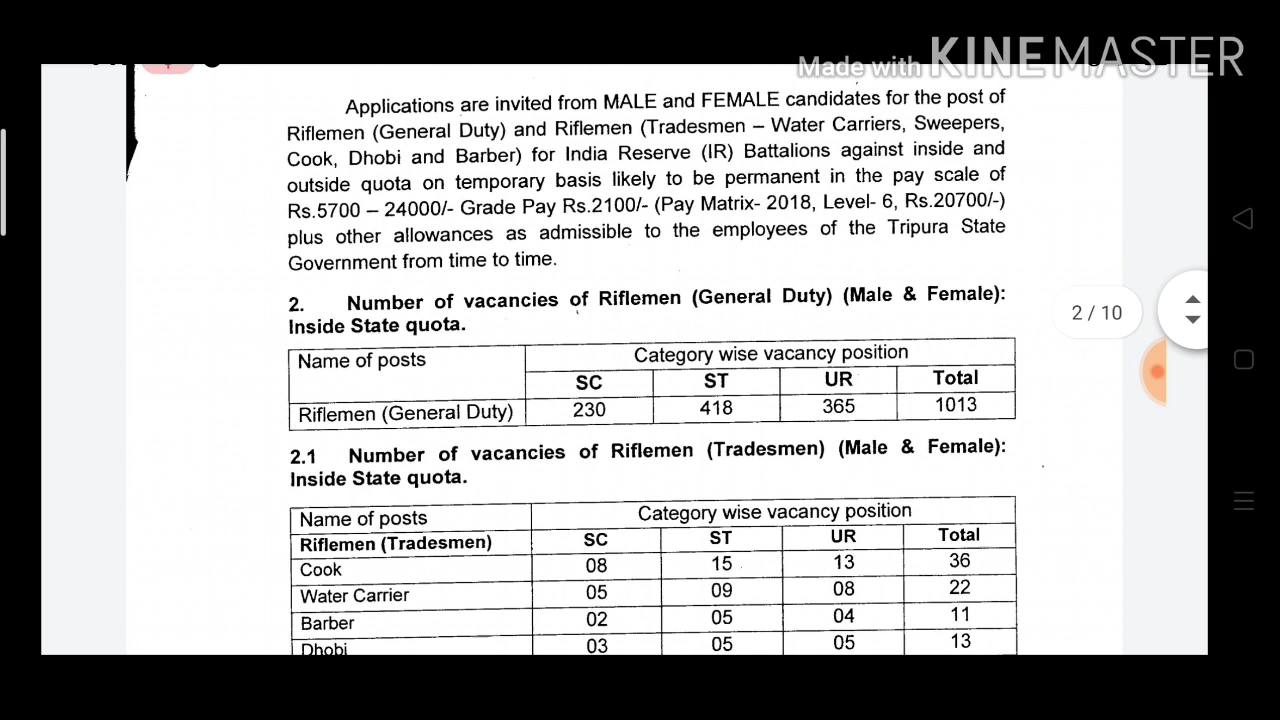 Made with KINEMASTER
Applications are invited from MALE and FEMALE candidates for the post of
Riflemen (General Duty) and Riflemen (Tradesmen – Water Carriers, Sweepers,
Cook, Dhobi and Barber) for India Reserve (IR) Battalions against inside and
outside quota on temporary basis likely to be permanent in the pay scale of
Rs.5700 – 24000/- Grade Pay Rs.2100/- (Pay Matrix- 2018, Level- 6, Rs.20700/-)
plus other allowances as admissible to the employees of the Tripura State
Government from time to time.
2. Number of vacancies of Riflemen (General Duty) (Male & Female):
Inside State quota.
2 / 10
Name of posts Category wise vacancy position
SC ST UR Total
Riflemen (General Duty) 230 418 365 1013
2.1 Number of vacancies of Riflemen (Tradesmen) (Male & Female):
Inside State quota.
Name of posts Category wise vacancy position
Riflemen (Tradesmen) SC ST UR Total
Cook 08 15 13 36
Water Carrier 05 09 08 22
Barber 02 05 04 11
Dhobi 03 05 05 13